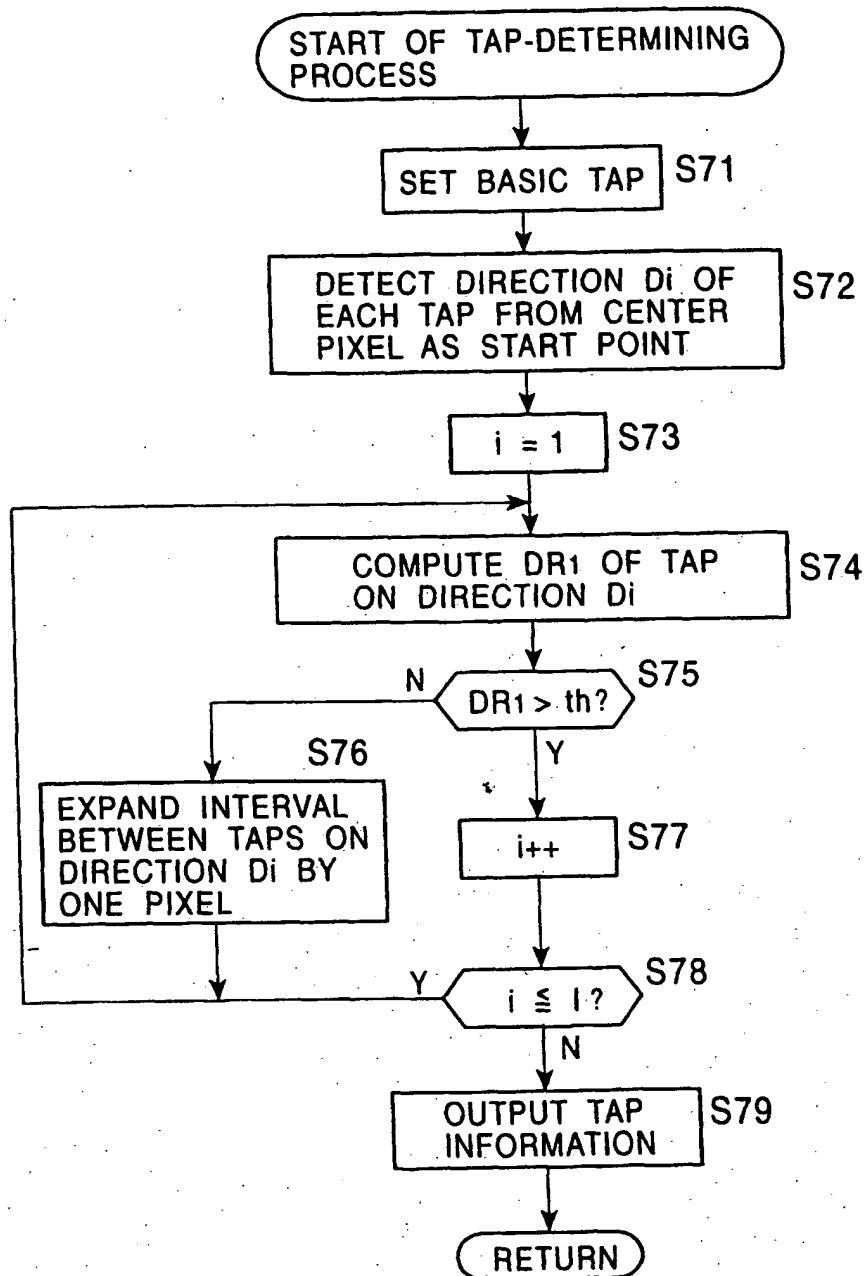 START OF TAP-DETERMINING
PROCESS
SET BASIC TAP
S71
DETECT DIRECTION Di OF
EACH TAP FROM CENTER
PIXEL AS START POINT
S72
i = 1
S73
COMPUTE DR1 OF TAP
ON DIRECTION Di
S74
DR1 > th?
S75
N
Y
S76
EXPAND INTERVAL
BETWEEN TAPS ON
DIRECTION Di BY
ONE PIXEL
i++
S77
i ≦ I?
S78
Y
N
OUTPUT TAP
INFORMATION
S79
RETURN